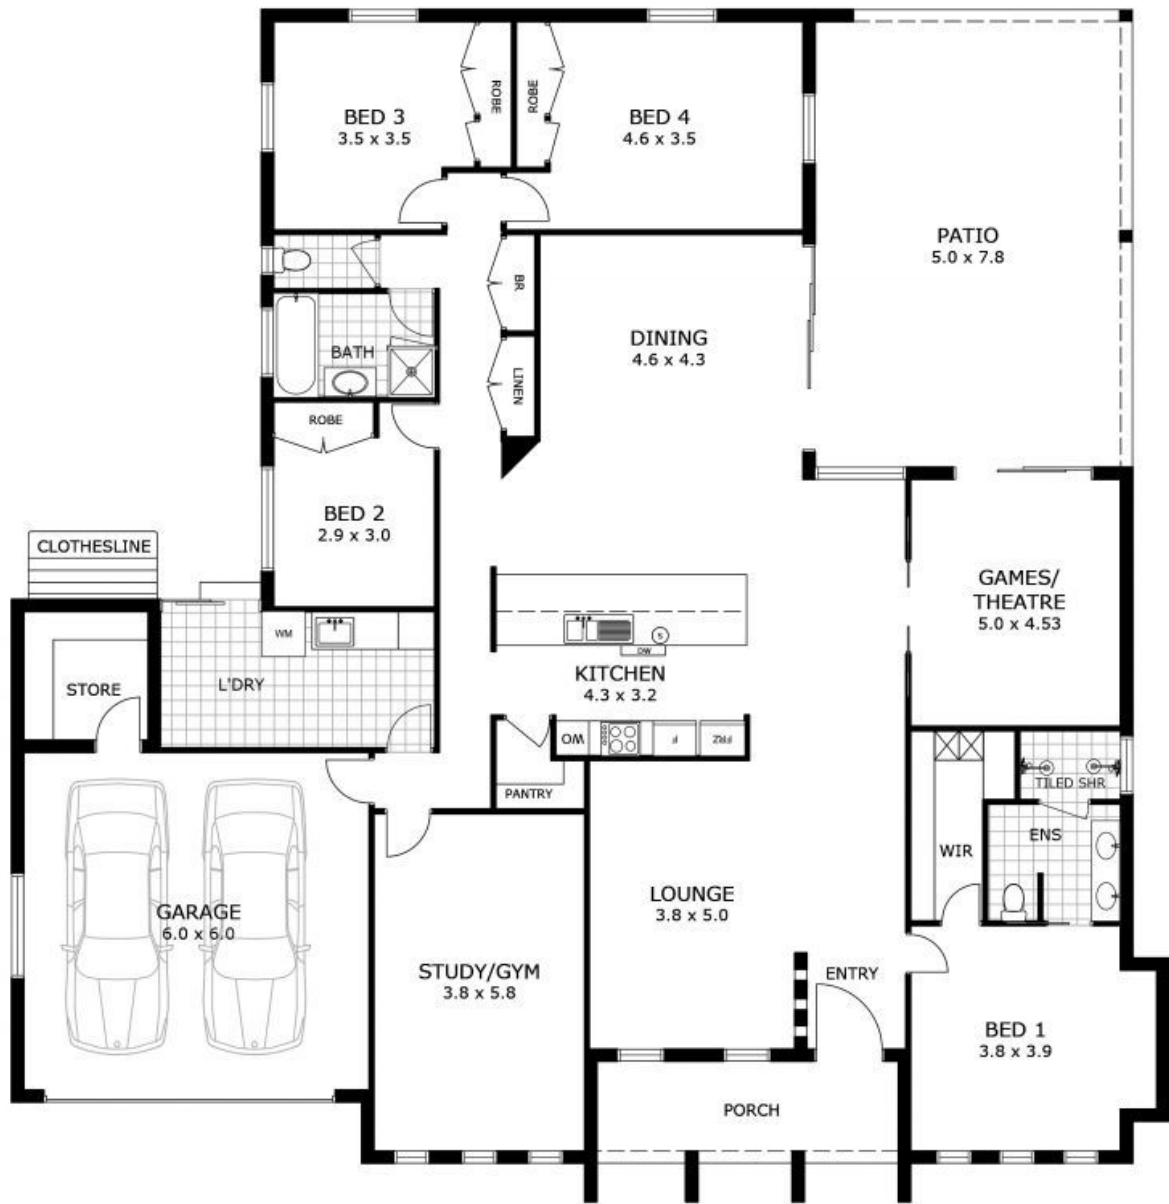 BED 3
3.5 x 3.5
ROBE
ROBE
BED 4
4.6 x 3.5
PATIO
5.0 x 7.8
BR
DINING
4.6 x 4.3
BATH
LINEN
ROBE
BED 2
2.9 x 3.0
CLOTHESLINE
GAMES/
THEATRE
5.0 x 4.53
WM
S
DW
KITCHEN
4.3 x 3.2
L'DRY
STORE
WO
F
FRZ
PANTRY
TILED SHR
ENS
WIR
LOUNGE
3.8 x 5.0
GARAGE
6.0 x 6.0
STUDY/GYM
3.8 x 5.8
ENTRY
BED 1
3.8 x 3.9
PORCH